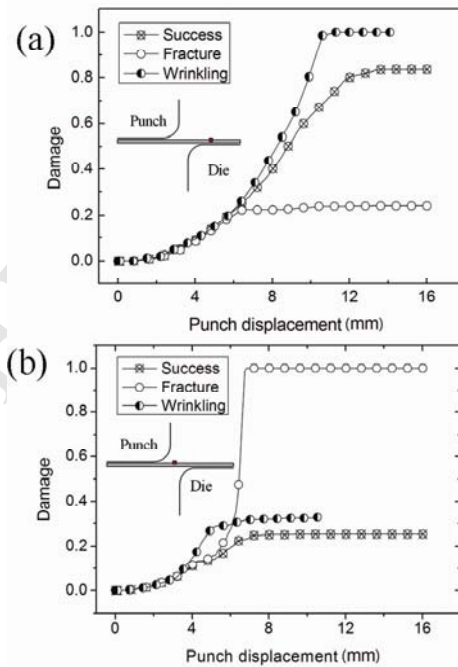 (a)
Success
Fracture
Wrinkling
Punch
Die
Damage
1.0
0.8
0.6
0.4
0.2
0.0
0 4 8 12 16
Punch displacement (mm)
(b)
Success
Fracture
Wrinkling
Punch
Die
Damage
1.0
0.8
0.6
0.4
0.2
0.0
0 4 8 12 16
Punch displacement (mm)